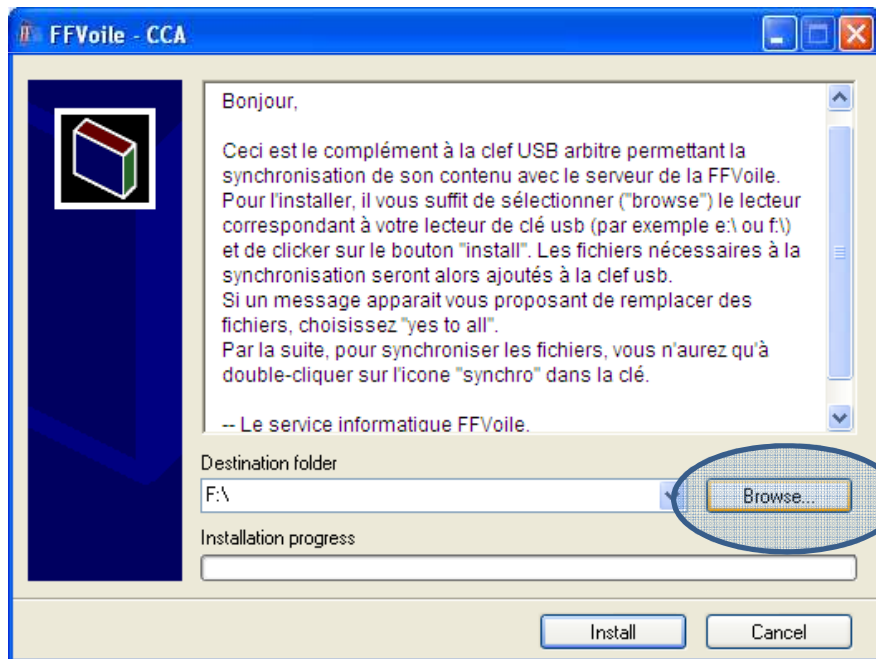 FFVoile - CCA
Bonjour,
Ceci est le complément à la clef USB arbitre permettant la
synchronisation de son contenu avec le serveur de la FFVoile.
Pour l'installer, il vous suffit de sélectionner ("browse") le lecteur
correspondant à votre lecteur de clé usb (par exemple e:\ ou f:\)
et de clicker sur le bouton "install". Les fichiers nécessaires à la
synchronisation seront alors ajoutés à la clef usb.
Si un message apparait vous proposant de remplacer des
fichiers, choisissez "yes to all".
Par la suite, pour synchroniser les fichiers, vous n'aurez qu'à
double-cliquer sur l'icone "synchro" dans la clé.
-- Le service informatique FFVoile.
Destination folder
F:\
Browse...
Installation progress
Install
Cancel